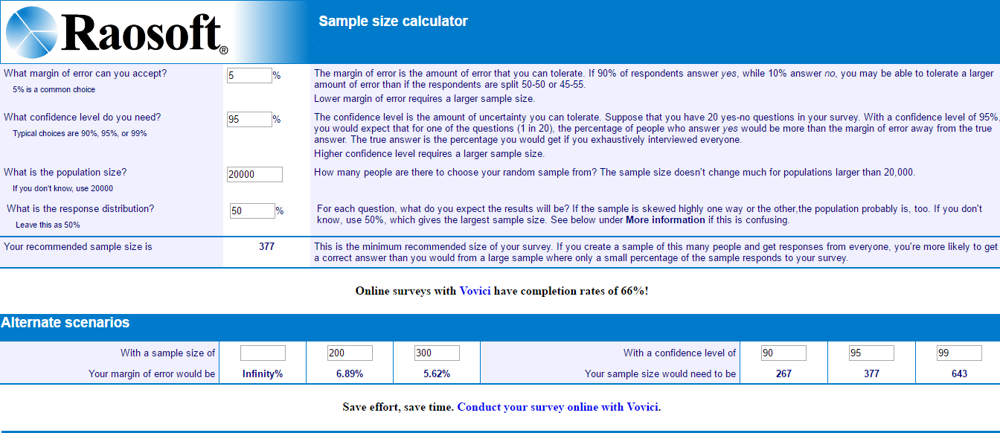 Raosoft®
Sample size calculator
What margin of error can you accept?
5% is a common choice
5 %
The margin of error is the amount of error that you can tolerate. If 90% of respondents answer yes, while 10% answer no, you may be able to tolerate a larger
amount of error than if the respondents are split 50-50 or 45-55.
Lower margin of error requires a larger sample size.
What confidence level do you need?
Typical choices are 90%, 95%, or 99%
95 %
The confidence level is the amount of uncertainty you can tolerate. Suppose that you have 20 yes-no questions in your survey. With a confidence level of 95%,
you would expect that for one of the questions (1 in 20), the percentage of people who answer yes would be more than the margin of error away from the true
answer. The true answer is the percentage you would get if you exhaustively interviewed everyone.
Higher confidence level requires a larger sample size.
What is the population size?
If you don't know, use 20000
20000
How many people are there to choose your random sample from? The sample size doesn't change much for populations larger than 20,000.
What is the response distribution?
Leave this as 50%
50 %
For each question, what do you expect the results will be? If the sample is skewed highly one way or the other,the population probably is, too. If you don't
know, use 50%, which gives the largest sample size. See below under More information if this is confusing.
Your recommended sample size is
377
This is the minimum recommended size of your survey. If you create a sample of this many people and get responses from everyone, you're more likely to get
a correct answer than you would from a large sample where only a small percentage of the sample responds to your survey.
Online surveys with Vovici have completion rates of 66%!
Alternate scenarios
With a sample size of 200 300 With a confidence level of 90 95 99
Your margin of error would be Infinity% 6.89% 5.62% Your sample size would need to be 267 377 643
Save effort, save time. Conduct your survey online with Vovici.